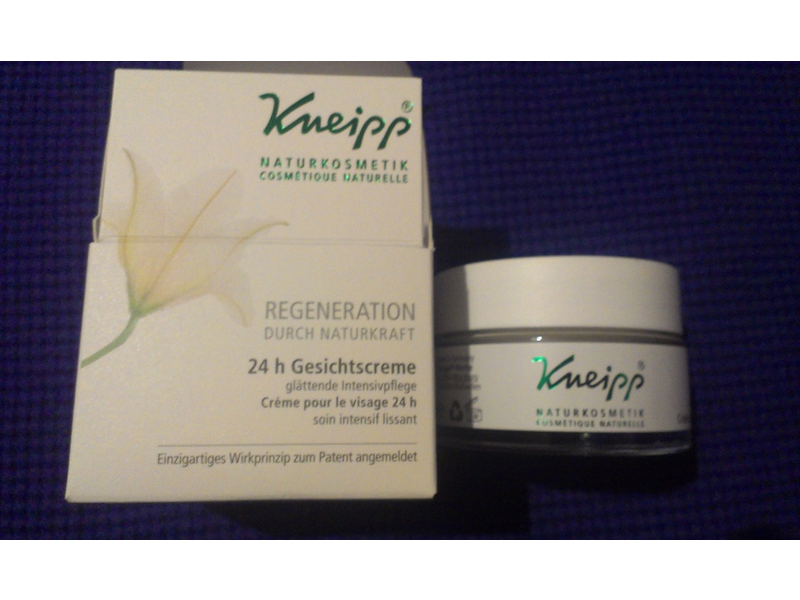 Kneipp®
NATURKOSMETIK
COSMÉTIQUE NATURELLE
REGENERATION
DURCH NATURKRAFT
24 h Gesichtscreme
glättende Intensivpflege
Crème pour le visage 24 h
soin intensif lissant
Einzigartiges Wirkprinzip zum Patent angemeldet
Kneipp®
NATURKOSMETIK
COSMÉTIQUE NATURELLE